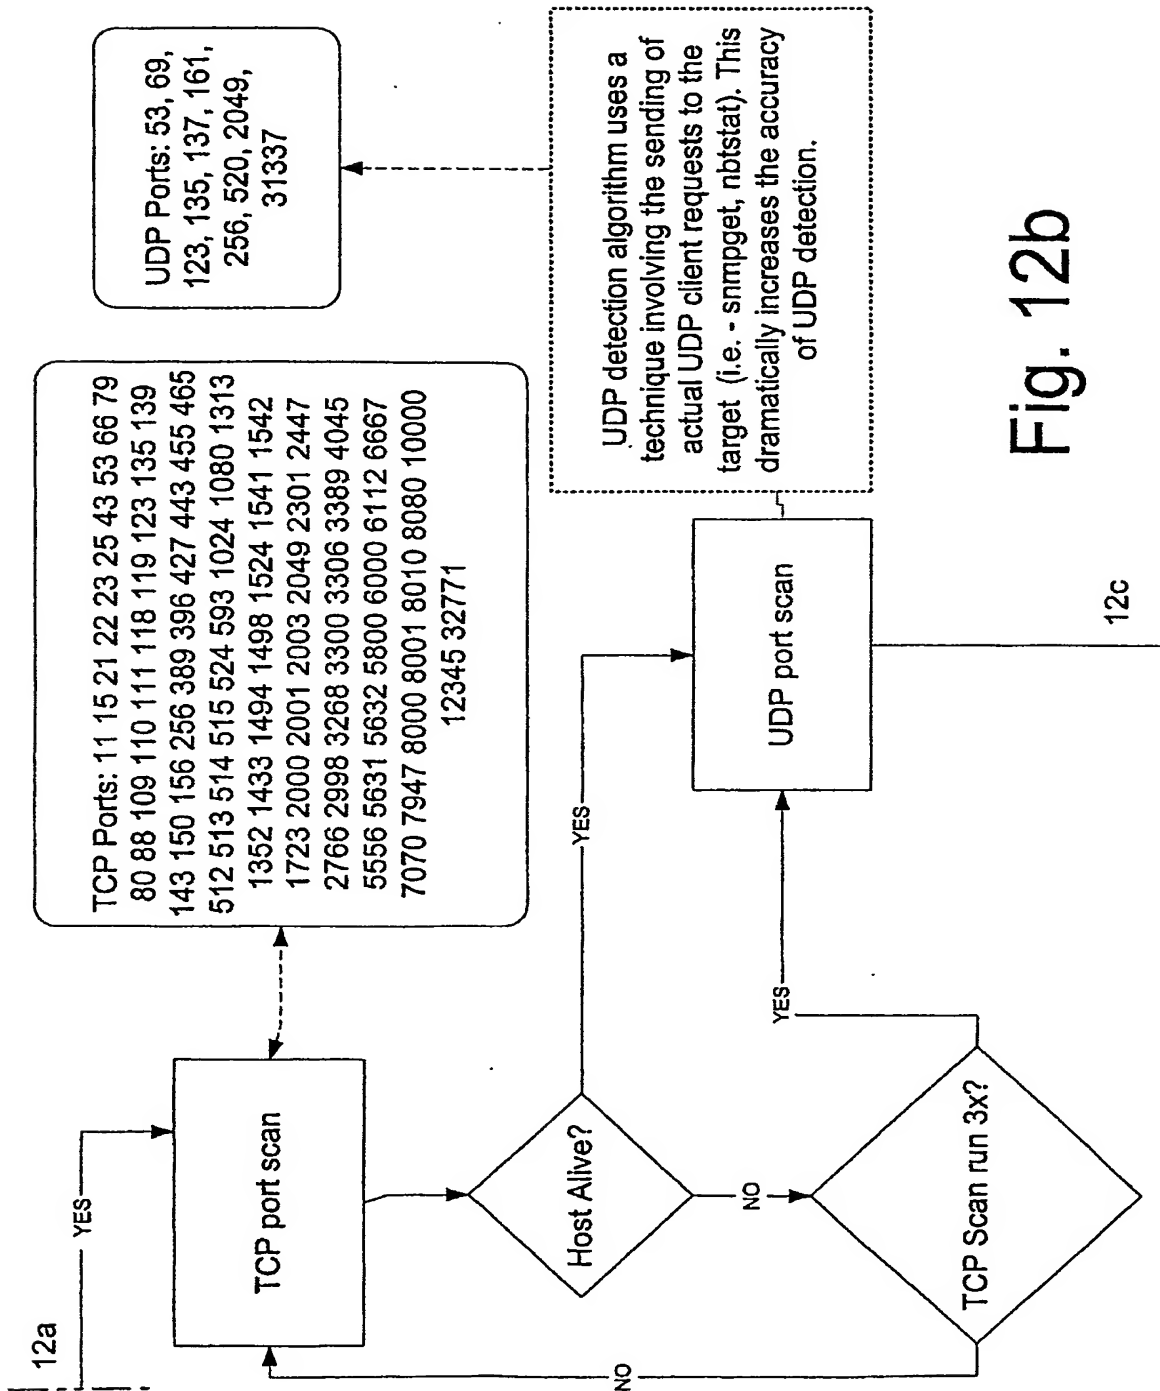 12a
YES
TCP port scan
TCP Ports: 11 15 21 22 23 25 43 53 66 79
80 88 109 110 111 118 119 123 135 139
143 150 156 256 389 396 427 443 455 465
512 513 514 515 524 593 1024 1080 1313
1352 1433 1494 1498 1524 1541 1542
1723 2000 2001 2003 2049 2301 2447
2766 2998 3268 3300 3306 3389 4045
5556 5631 5632 5800 6000 6112 6667
7070 7947 8000 8001 8010 8080 10000
12345 32771
UDP Ports: 53, 69,
123, 135, 137, 161,
256, 520, 2049,
31337
Host Alive?
YES
NO
TCP Scan run 3x?
NO
YES
UDP port scan
UDP detection algorithm uses a
technique involving the sending of
actual UDP client requests to the
target (i.e. - snmpget, nbtstat). This
dramatically increases the accuracy
of UDP detection.
12c
Fig. 12b